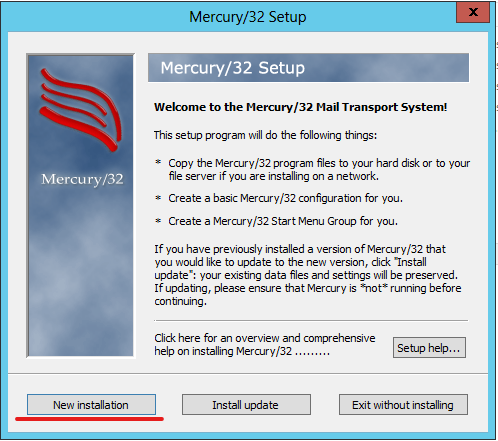 Mercury/32 Setup
x
Mercury/32
Mercury/32 Setup
Welcome to the Mercury/32 Mail Transport System!
This setup program will do the following things:
* Copy the Mercury/32 program files to your hard disk or to your
file server if you are installing on a network.
* Create a basic Mercury/32 configuration for you.
* Create a Mercury/32 Start Menu Group for you.
If you have previously installed a version of Mercury/32 that
you would like to update to the new version, click "Install
update": your existing data files and settings will be preserved.
If updating, please ensure that Mercury is *not* running before
continuing.
Click here for an overview and comprehensive
help on installing Mercury/32 .........
Setup help...
New installation
Install update
Exit without installing